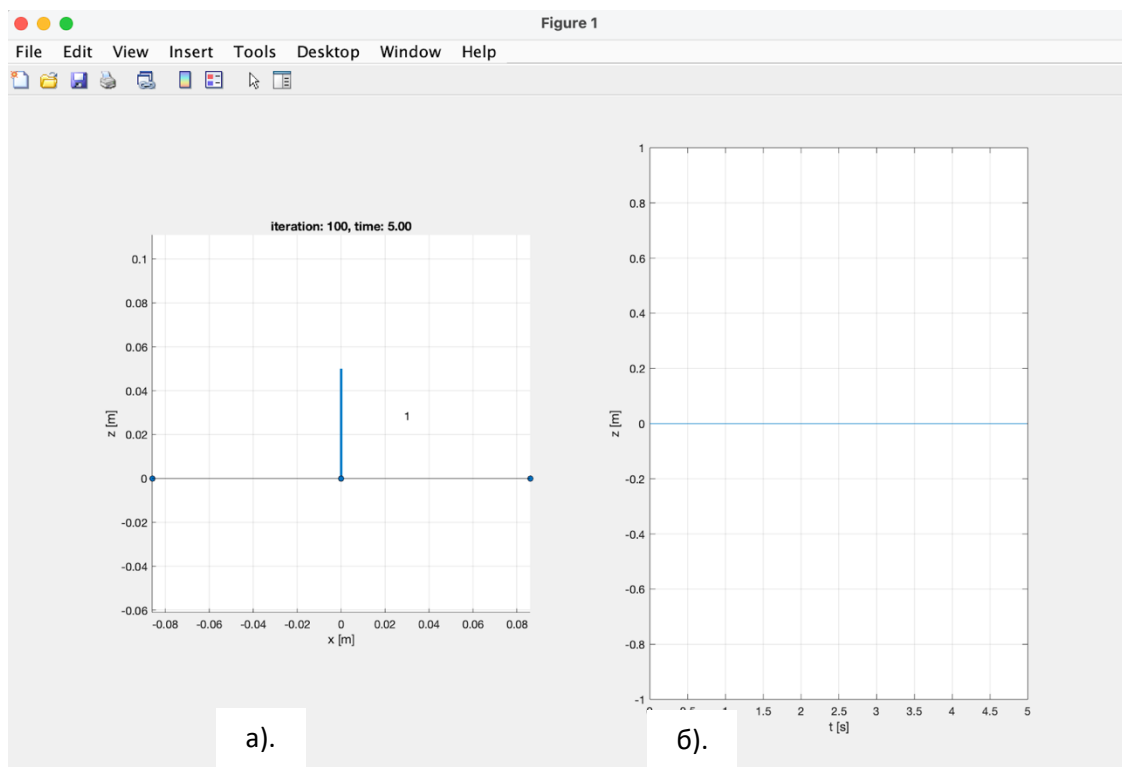 Figure 1
File Edit View Insert Tools Desktop Window Help
iteration: 100, time: 5.00
0.1
0.08
0.06
0.04
0.02
0
-0.02
-0.04
-0.06
z [m]
1
-0.08 -0.06 -0.04 -0.02 0 0.02 0.04 0.06 0.08
x [m]
а).
1
0.8
0.6
0.4
0.2
0
-0.2
-0.4
-0.6
-0.8
-1
z [m]
1.5 2 2.5 3 3.5 4 4.5 5
t [s]
б).